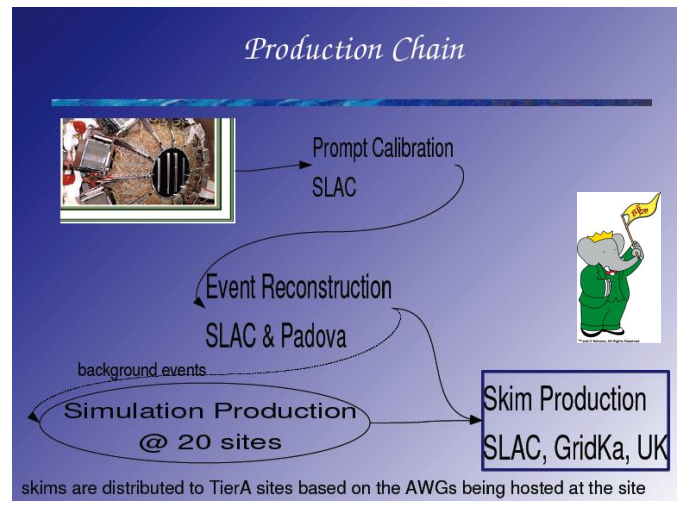 Production Chain
Prompt Calibration
SLAC
Event Reconstruction
SLAC & Padova
background events
Simulation Production
@ 20 sites
Skim Production
SLAC, GridKa, UK
skims are distributed to TierA sites based on the AWGs being hosted at the site